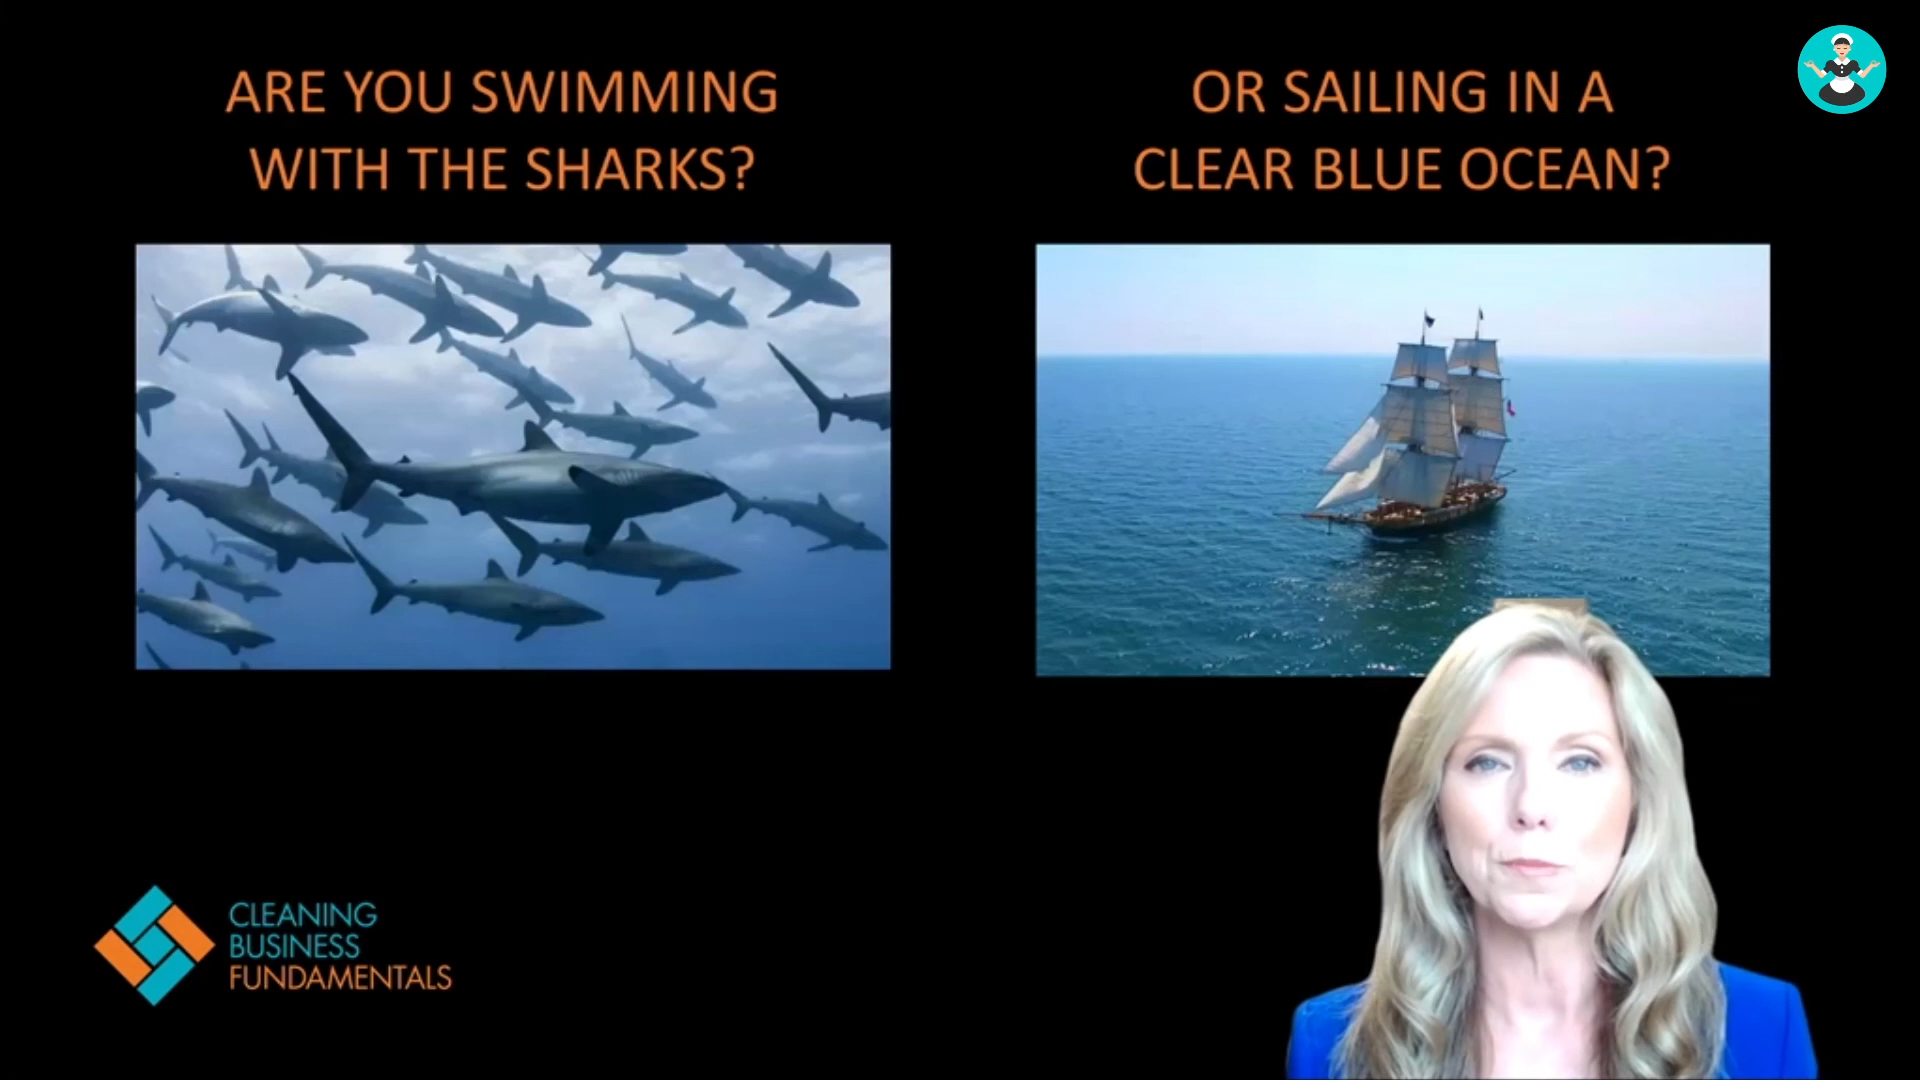 ARE YOU SWIMMING
WITH THE SHARKS?
OR SAILING IN A
CLEAR BLUE OCEAN?
CLEANING
BUSINESS
FUNDAMENTALS